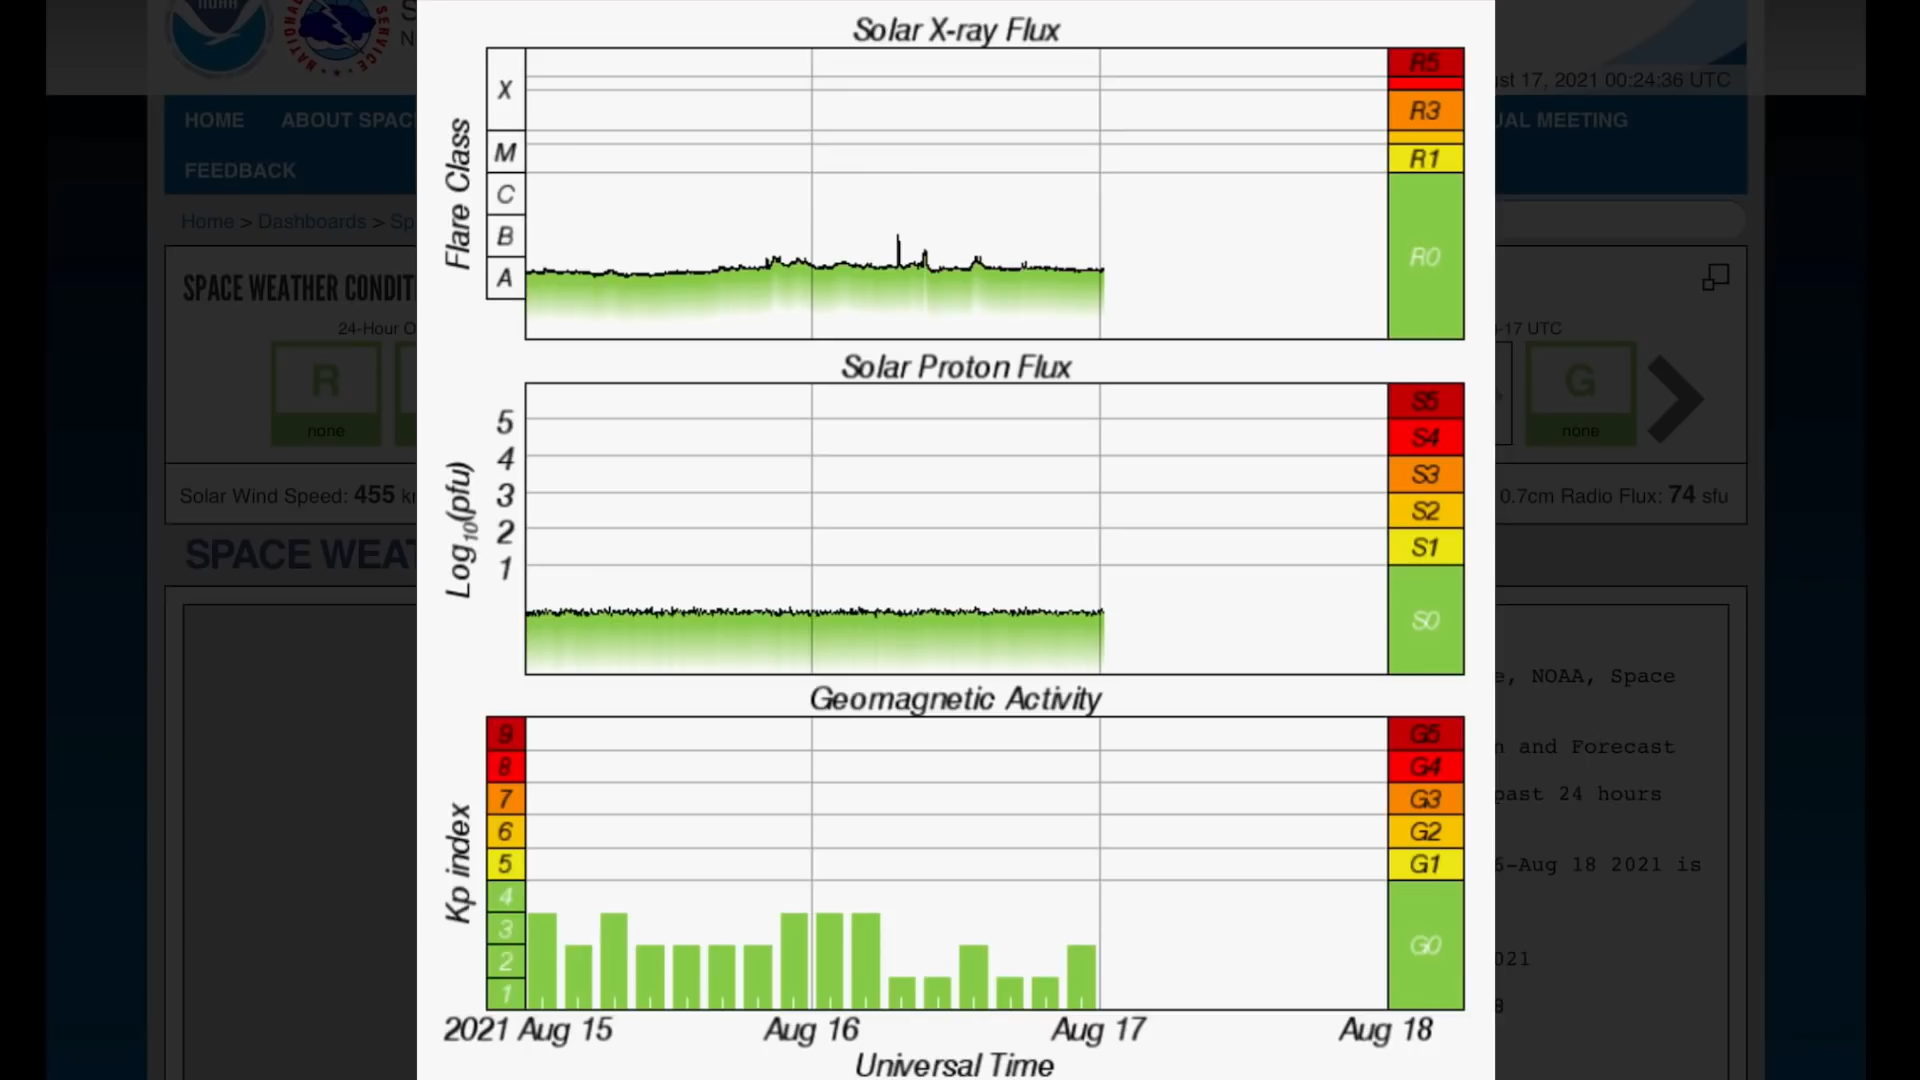 NOAA
NATIONAL
SERVICE
Solar X-ray Flux
Flare Class
X
M
C
B
A
R5
R3
R1
R0
17, 2021 00:24:36 UTC
HOME
ABOUT SPAC
UAL MEETING
FEEDBACK
Home > Dashboards > Sp
SPACE WEATHER CONDIT
24-Hour O
-17 UTC
R
none
G
none
Solar Wind Speed: 455 k
0.7cm Radio Flux: 74 sfu
SPACE WEAT
Solar Proton Flux
Log10(pfu)
5
4
3
2
1
S5
S4
S3
S2
S1
S0
e, NOAA, Space
n and Forecast
past 24 hours
6-Aug 18 2021 is
021
Geomagnetic Activity
Kp index
9
8
7
6
5
4
3
2
1
G5
G4
G3
G2
G1
G0
2021 Aug 15
Aug 16
Aug 17
Aug 18
Universal Time